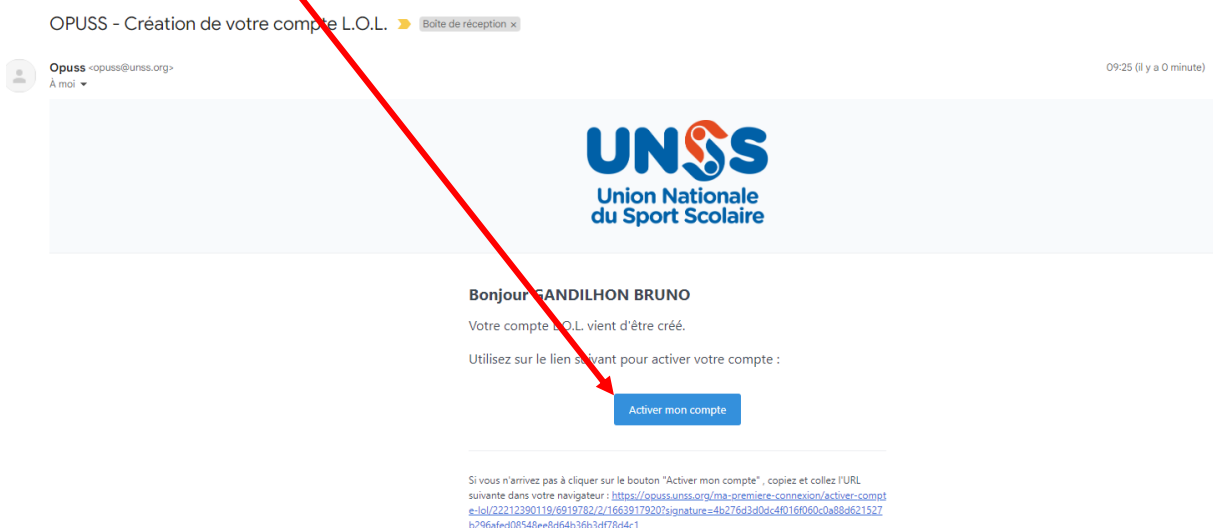 OPUSS - Création de votre compte L.O.L.
Boîte de réception x
Opuss <opuss@unss.org>
09:25 (il y a 0 minute)
À moi
UNSS
Union Nationale
du Sport Scolaire
Bonjour GANDILHON BRUNO
Votre compte L.O.L. vient d'être créé.
Utilisez sur le lien suivant pour activer votre compte :
Activer mon compte
Si vous n'arrivez pas à cliquer sur le bouton "Activer mon compte" , copiez et collez l'URL
suivante dans votre navigateur : https://opuss.unss.org/ma-premiere-connexion/activer-compt
e-lol/22212390119/6919782/2/1663917920?signature=4b276d3d0dc4f016f060c0a88d621527
b296afed08548ee8d64b36b3df78d4c1